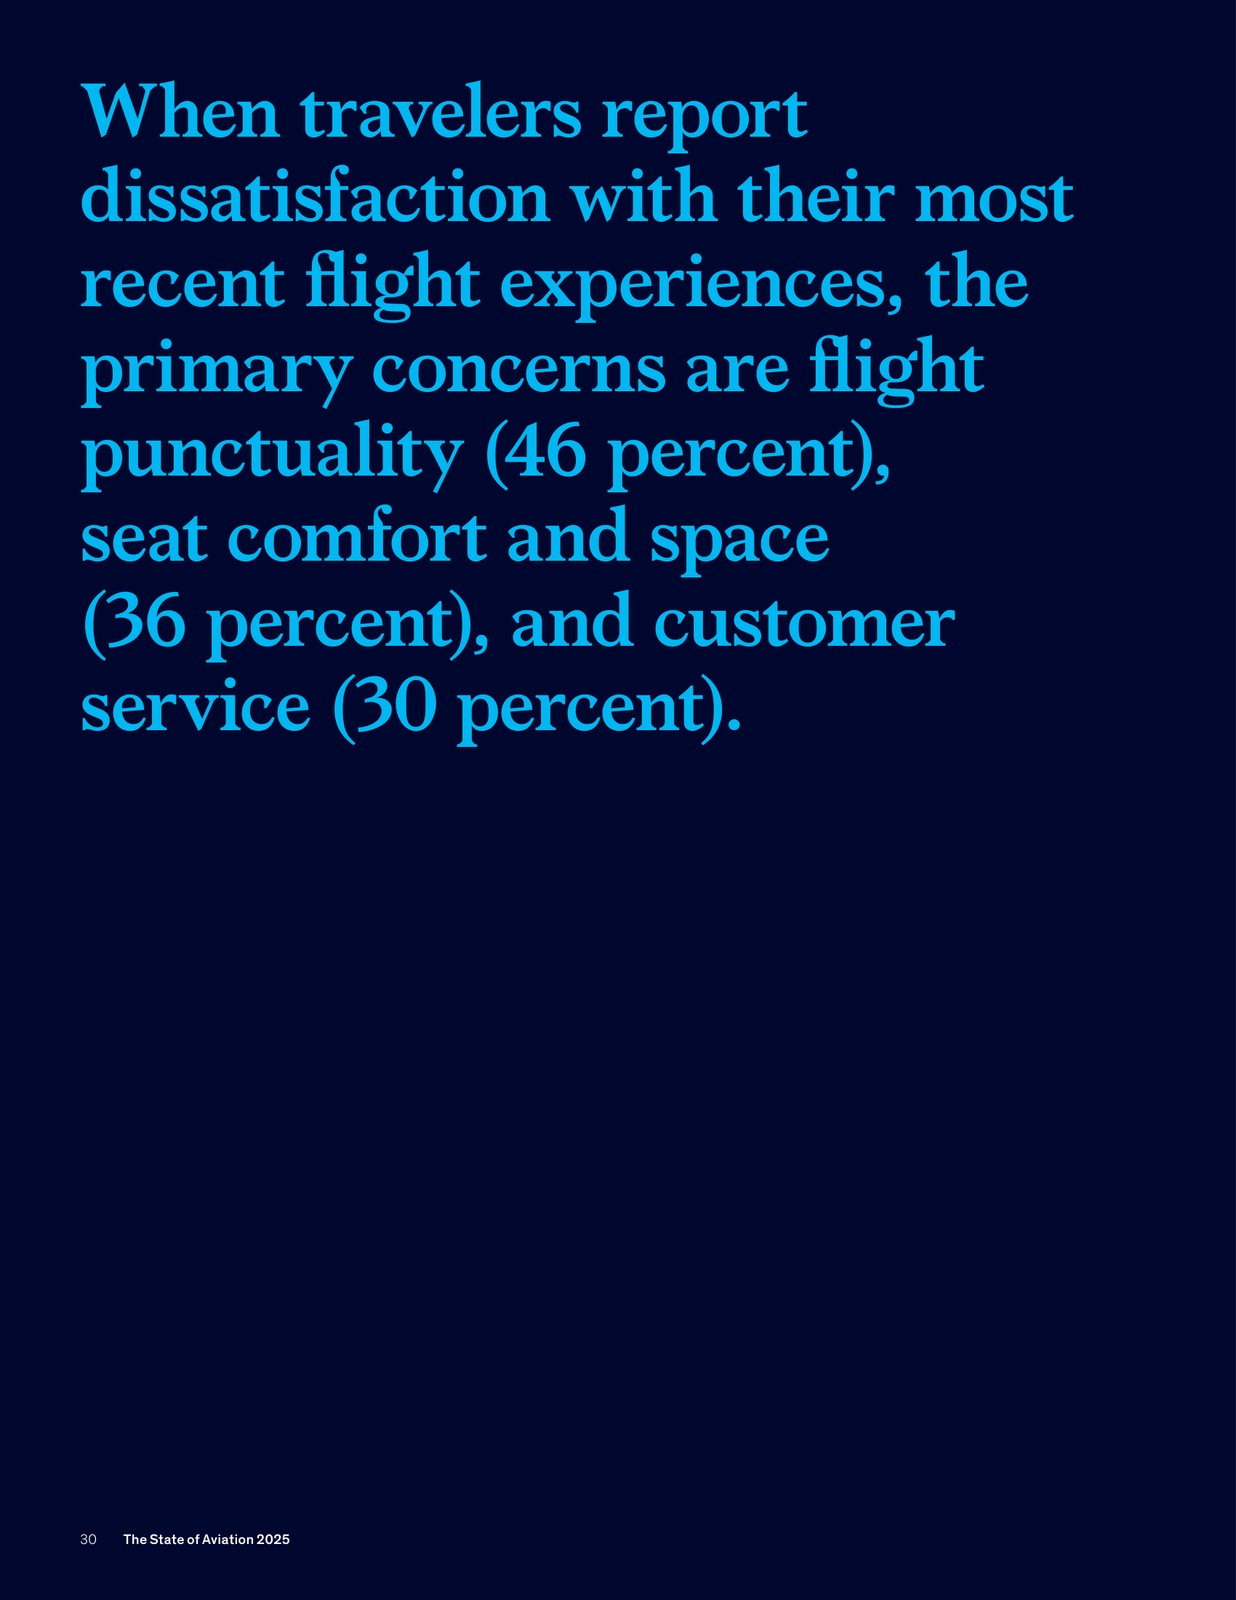 When travelers report
dissatisfaction with their most
recent flight experiences, the
primary concerns are flight
punctuality (46 percent),
seat comfort and space
(36 percent), and customer
service (30 percent).
30 The State of Aviation 2025